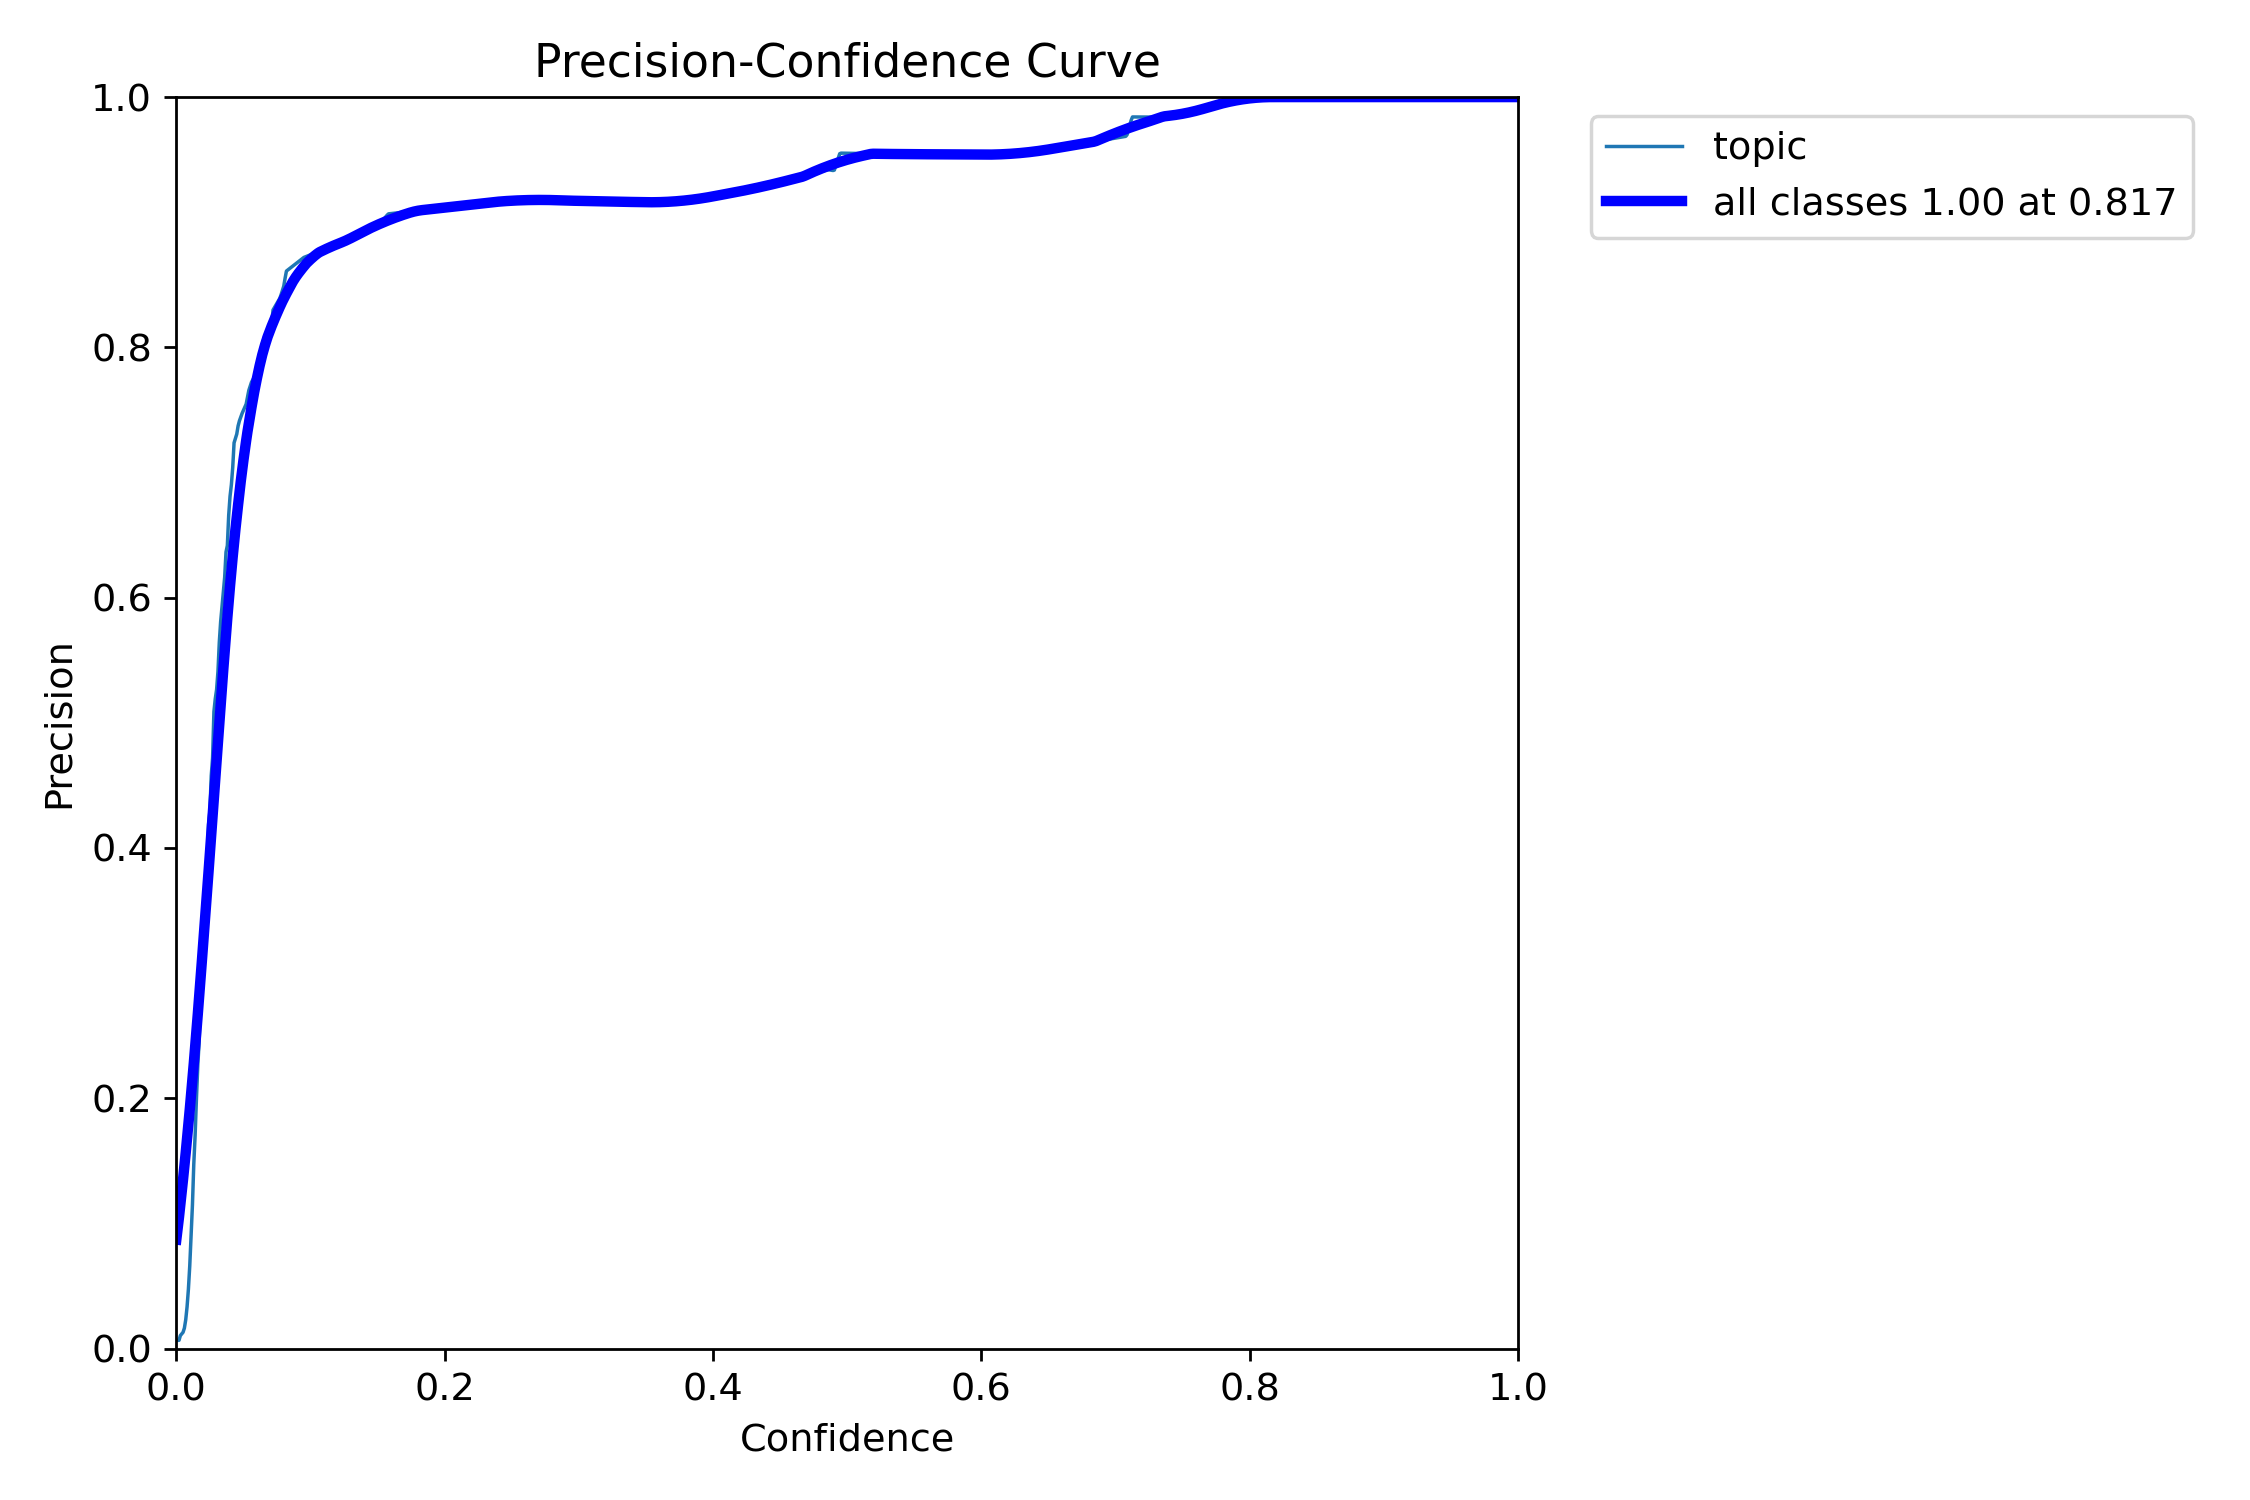 Precision-Confidence Curve
1.0
0.8
0.6
0.4
0.2
0.0
Precision
0.0 0.2 0.4 0.6 0.8 1.0
Confidence
topic
all classes 1.00 at 0.817